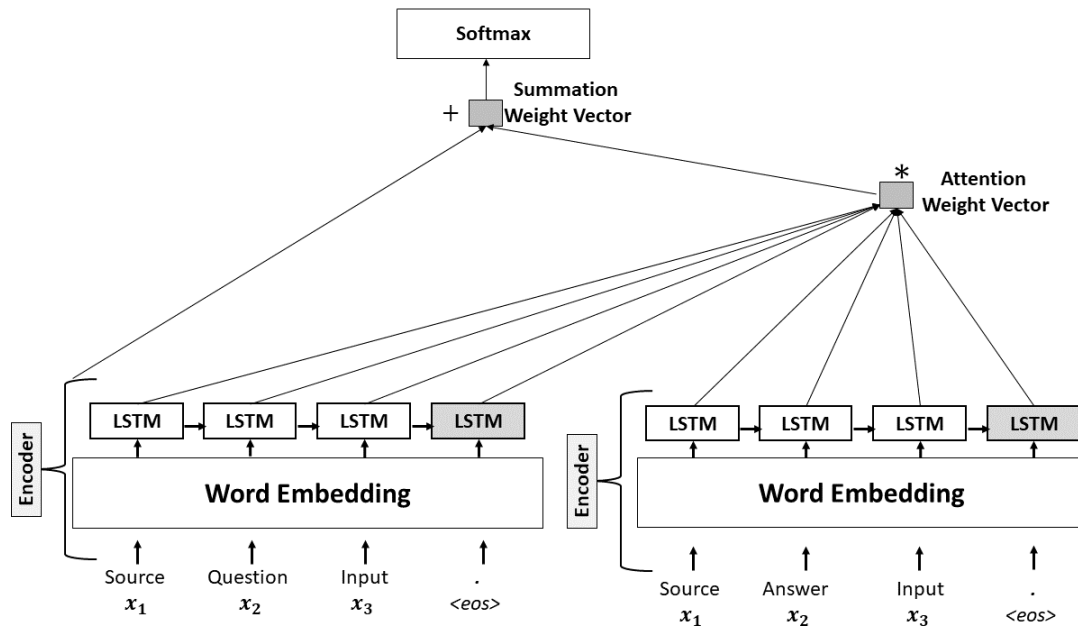 Softmax
+
Summation
Weight Vector
*
Attention
Weight Vector
LSTM LSTM LSTM LSTM
LSTM LSTM LSTM LSTM
Encoder
Word Embedding
Encoder
Word Embedding
Source Question Input .
x₁ x₂ x₃ <eos>
Source Answer Input .
x₁ x₂ x₃ <eos>